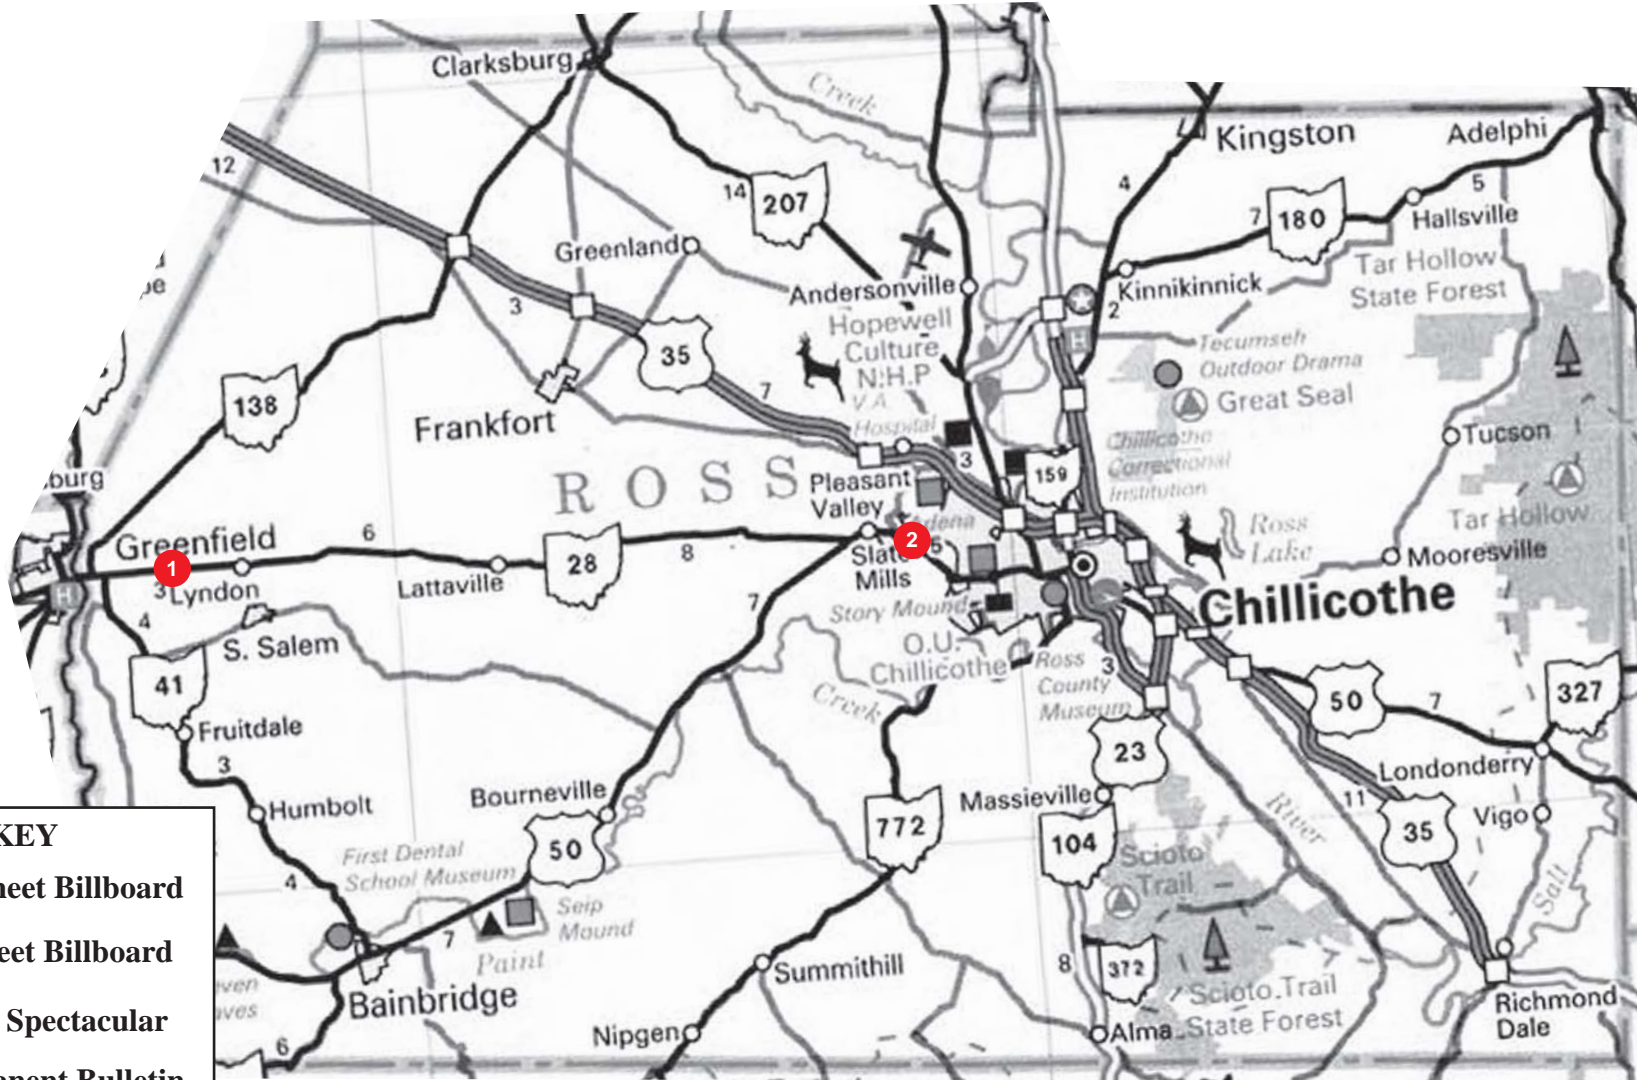 Clarksburg
Creek
Kingston
Adelphi
12
14
207
4
5
7
180
Hallsville
Greenland
Tar Hollow
State Forest
Andersonville
Kinnikinnick
2
3
Hopewell
Culture
N.H.P
V.A.
Hospital
Tecumseh
Outdoor Drama
35
7
Great Seal
138
Frankfort
Tucson
Chillicothe
Correctional
Institution
3
159
burg
ROSS
Pleasant
Valley
Adena
Ross
Lake
Tar Hollow
Greenfield
6
8
28
1
2
5
Slate
Mills
Mooresville
3
Lyndon
Lattaville
H
H
Chillicothe
4
7
Story Mound
S. Salem
O.U.
Chillicothe
Ross
County
Museum
3
41
Creek
50
7
327
Fruitdale
23
3
Londonderry
Bourneville
Massieville
11
Humbolt
River
Vigo
772
104
35
50
First Dental
School Museum
Scioto
Trail
4
Salt
Seip
Mound
7
Paint
8
372
Summithill
Bainbridge
Scioto Trail
State Forest
Richmond
Dale
Nipgen
Alma
6
KEY
eet Billboard
eet Billboard
Spectacular
nent Bulletin